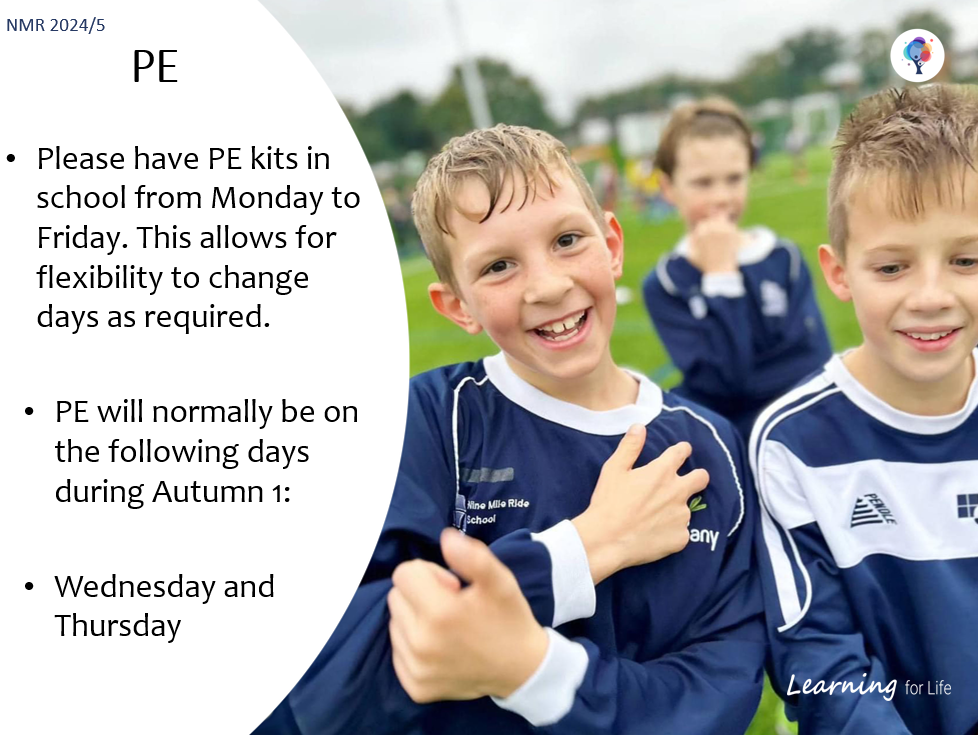 NMR 2024/5
PE
• Please have PE kits in
school from Monday to
Friday. This allows for
flexibility to change
days as required.
• PE will normally be on
the following days
during Autumn 1:
• Wednesday and
Thursday
Nine Mile Ride
School
any
PENDLE
Learning for Life